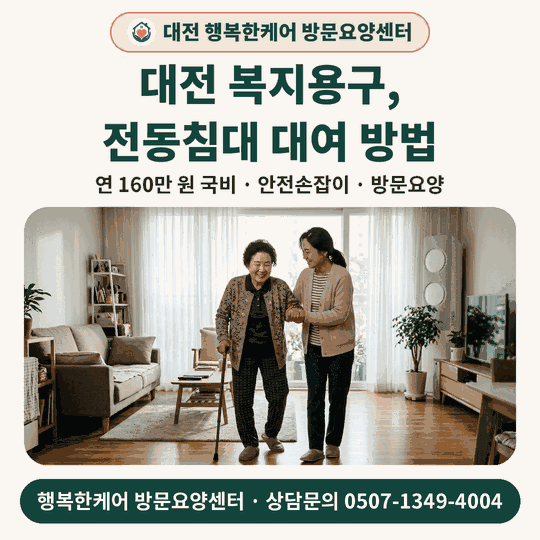 대전 행복한케어 방문요양센터
대전 복지용구,
전동침대 대여 방법
연 160만 원 국비 · 안전손잡이 · 방문요양
행복한케어 방문요양센터 · 상담문의 0507-1349-4004